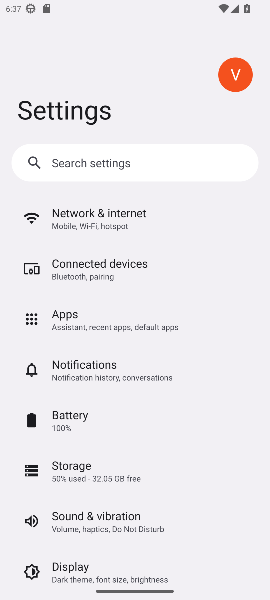 6:37
V
Settings
Search settings
Network & internet
Mobile, Wi-Fi, hotspot
Connected devices
Bluetooth, pairing
Apps
Assistant, recent apps, default apps
Notifications
Notification history, conversations
Battery
100%
Storage
50% used - 32.05 GB free
Sound & vibration
Volume, haptics, Do Not Disturb
Display
Dark theme, font size, brightness